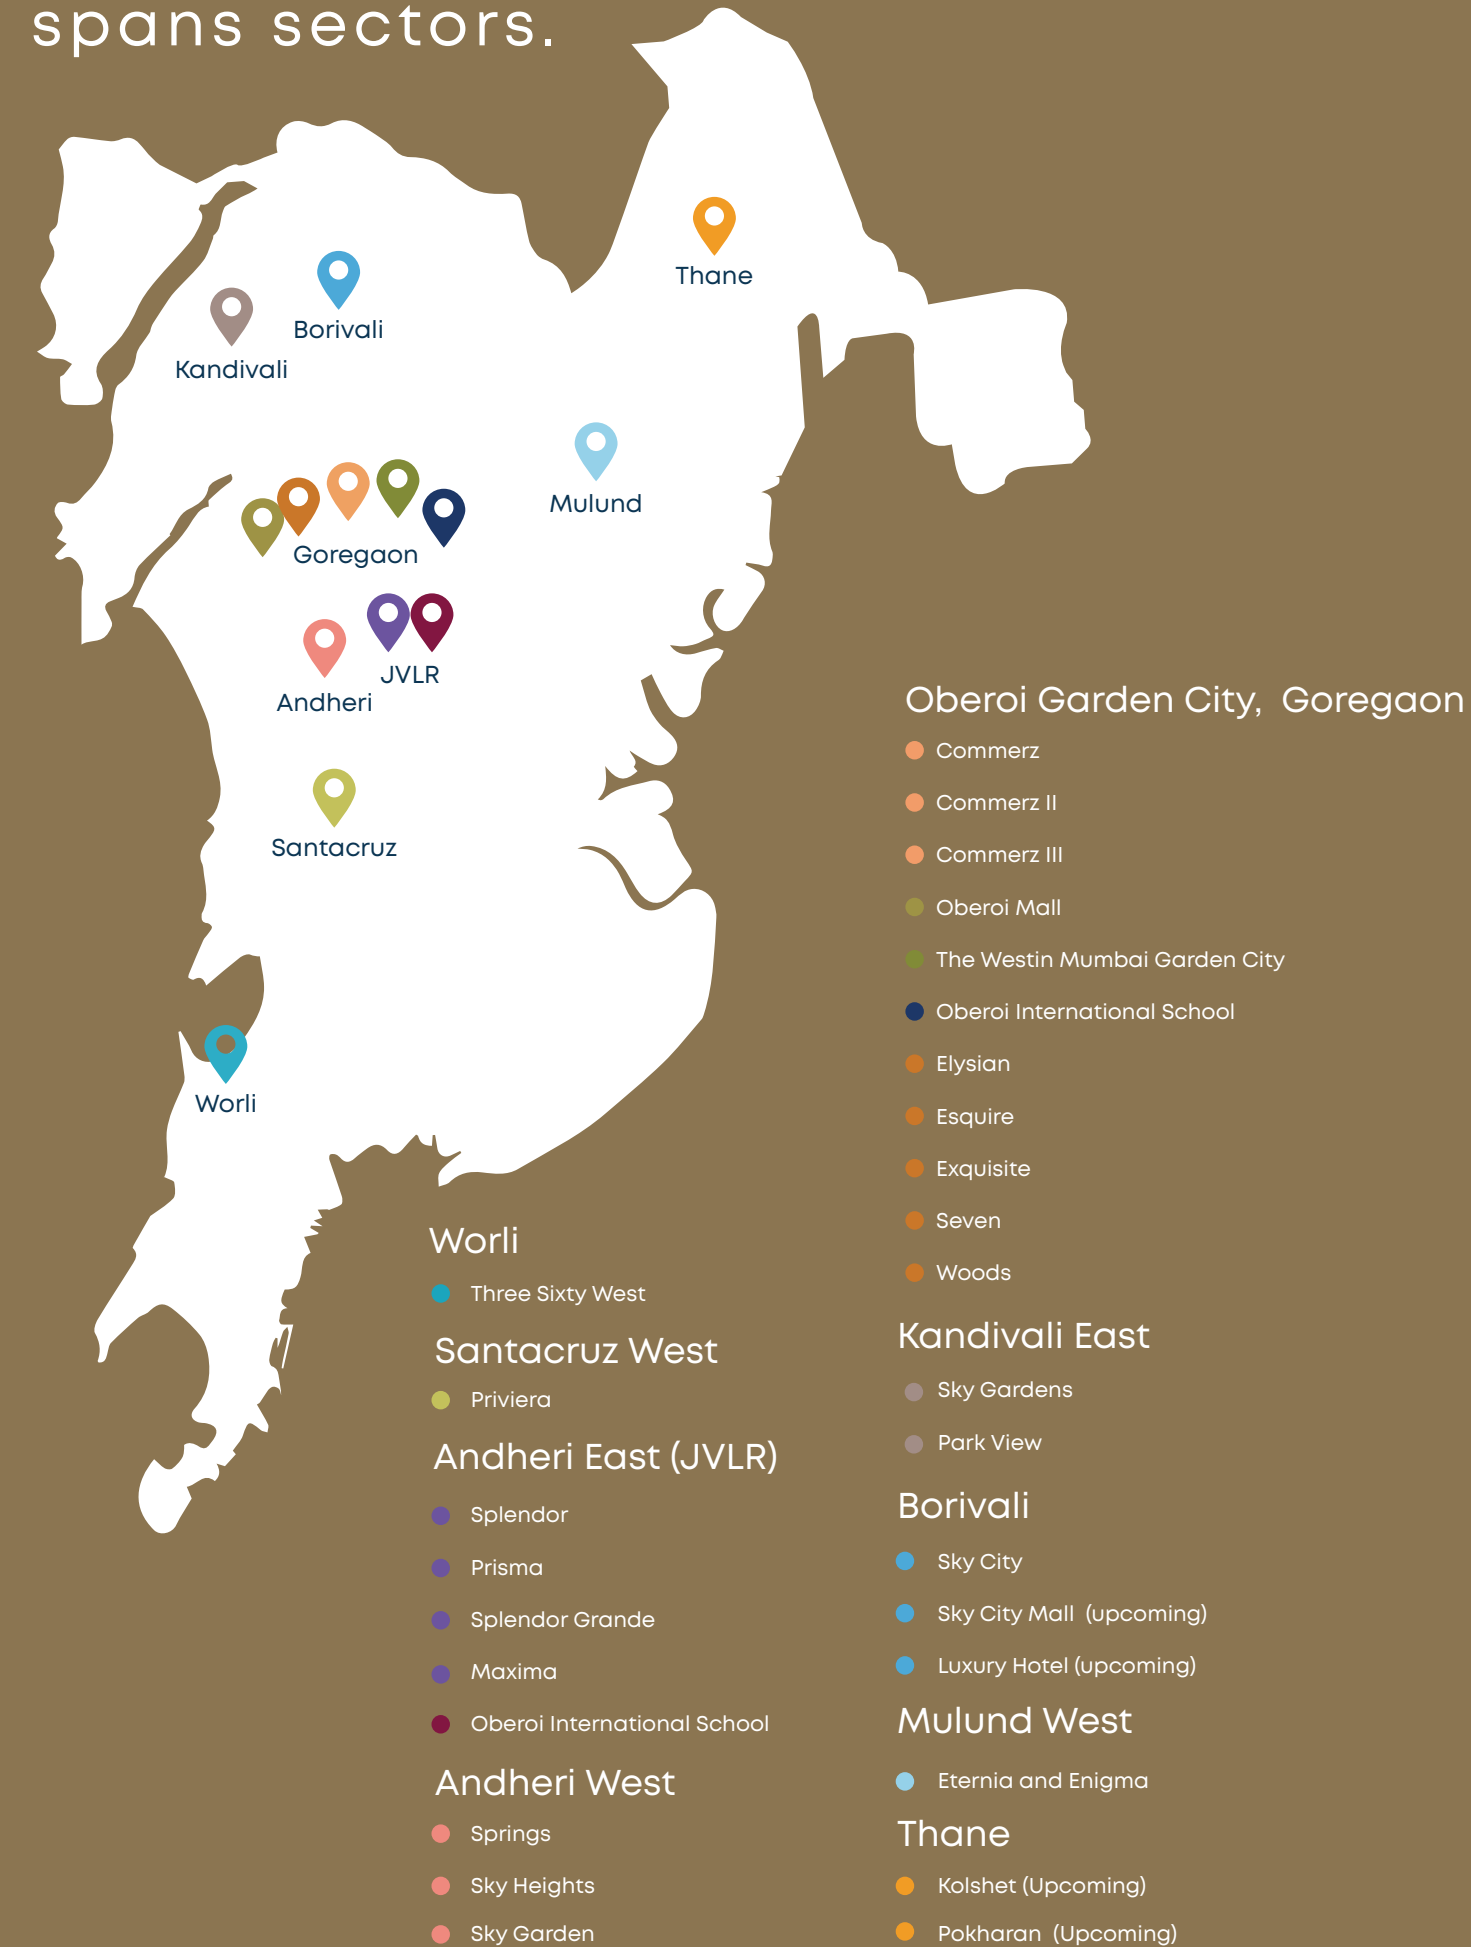 spans sectors.
Thane
Borivali
Kandivali
Mulund
Goregaon
JVLR
Andheri
Santacruz
Worli
Worli
Three Sixty West
Santacruz West
Priviera
Andheri East (JVLR)
Splendor
Prisma
Splendor Grande
Maxima
Oberoi International School
Andheri West
Springs
Sky Heights
Sky Garden
Oberoi Garden City, Goregaon
Commerz
Commerz II
Commerz III
Oberoi Mall
The Westin Mumbai Garden City
Oberoi International School
Elysian
Esquire
Exquisite
Seven
Woods
Kandivali East
Sky Gardens
Park View
Borivali
Sky City
Sky City Mall (upcoming)
Luxury Hotel (upcoming)
Mulund West
Eternia and Enigma
Thane
Kolshet (Upcoming)
Pokharan (Upcoming)